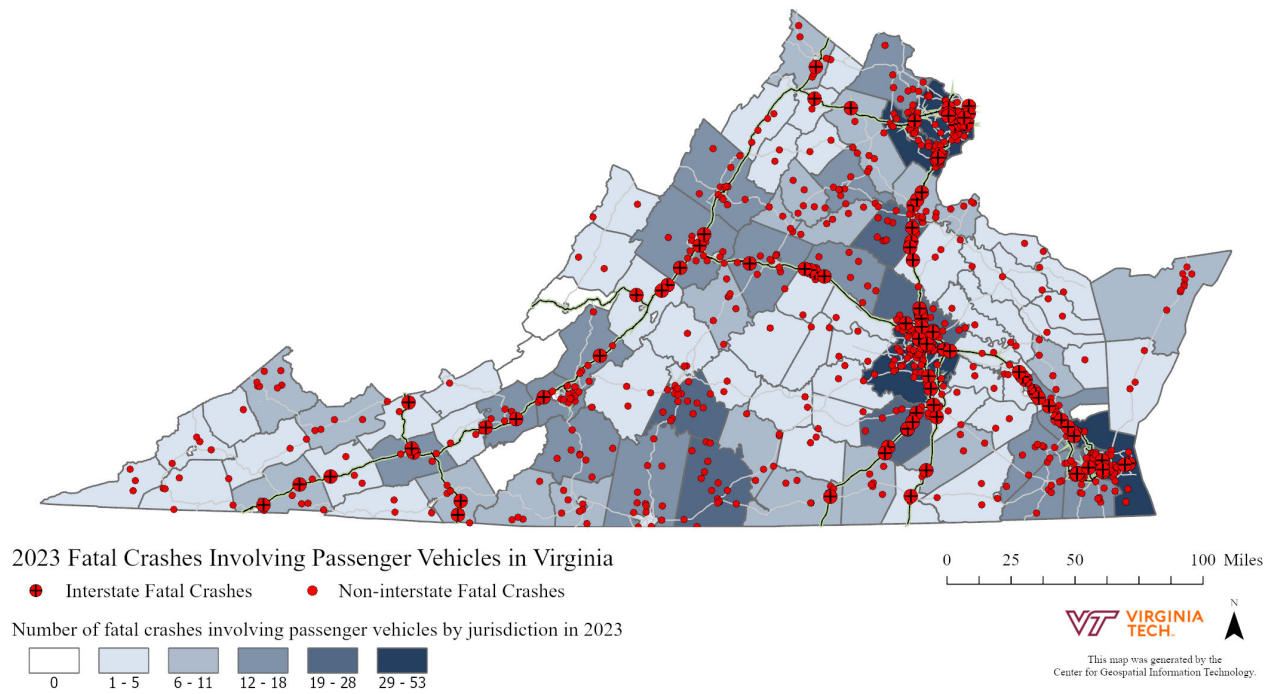 2023 Fatal Crashes Involving Passenger Vehicles in Virginia
Interstate Fatal Crashes
Non-interstate Fatal Crashes
Number of fatal crashes involving passenger vehicles by jurisdiction in 2023
0
1 - 5
6 - 11
12 - 18
19 - 28
29 - 53
0 25 50 100 Miles
VT VIRGINIA
TECH.
N
This map was generated by the
Center for Geospatial Information Technology.